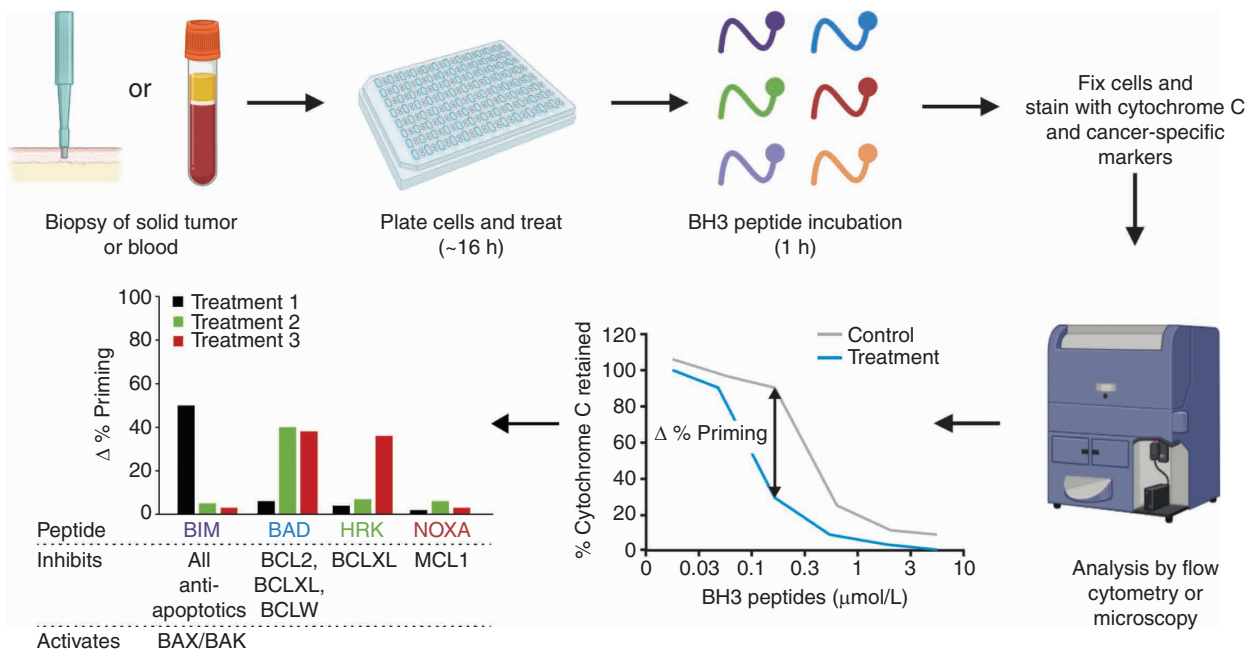 or
Biopsy of solid tumor
or blood
Plate cells and treat
(~16 h)
BH3 peptide incubation
(1 h)
Fix cells and
stain with cytochrome C
and cancer-specific
markers
Analysis by flow
cytometry or
microscopy
% Cytochrome C retained
120
100
80
60
40
20
0
Control
Treatment
Δ % Priming
0 0.03 0.1 0.3 1 3 10
BH3 peptides (μmol/L)
Δ % Priming
100
80
60
40
20
0
Treatment 1
Treatment 2
Treatment 3
Peptide BIM BAD HRK NOXA
Inhibits All BCL2, BCLXL MCL1
anti- BCLXL,
apoptotics BCLW
Activates BAX/BAK